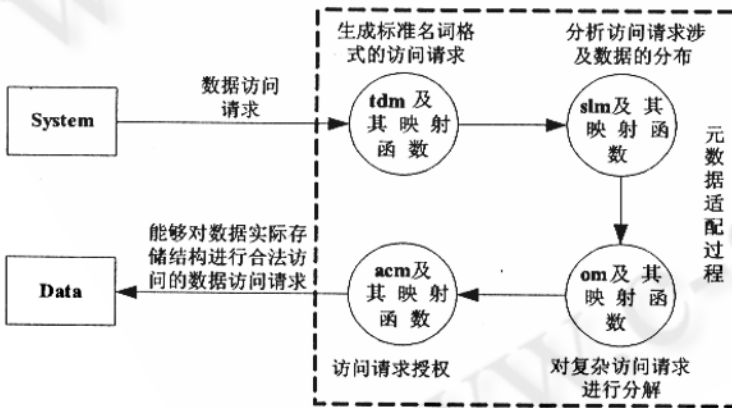 生成标准名词格
式的访问请求
分析访问请求涉
及数据的分布
数据访问
请求
System
tdm 及
其 映 射
函 数
slm及 其
映 射 函
数
元
数
据
适
配
过
程
能够对数据实际存
储结构进行合法访
问的数据访问请求
Data
acm及
其 映 射
函 数
om及 其
映 射 函
数
访问请求授权
对复杂访问请求
进行分解